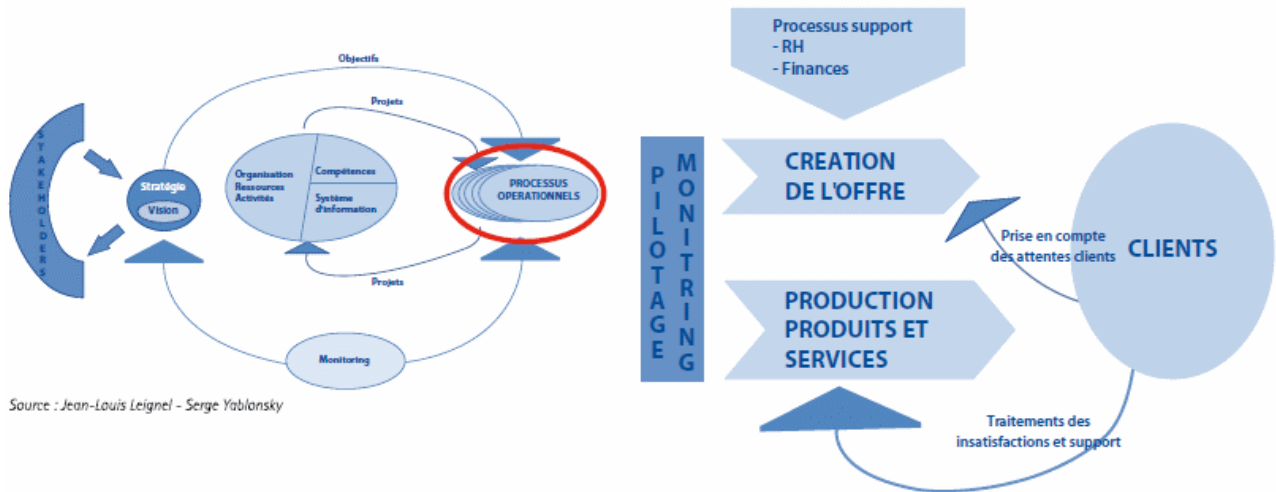 Objectifs
Projets
STAKEHOLDERS
Stratégie
Vision
Organisation
Ressources
Activités
Compétences
Système
d'information
PROCESSUS
OPERATIONNELS
Projets
Monitoring
Source : Jean-Louis Leignel - Serge Yablonsky
Processus support
- RH
- Finances
PILOTAGE
MONITRING
CREATION
DE L'OFFRE
Prise en compte
des attentes clients
CLIENTS
PRODUCTION
PRODUITS ET
SERVICES
Traitements des
insatisfactions et support